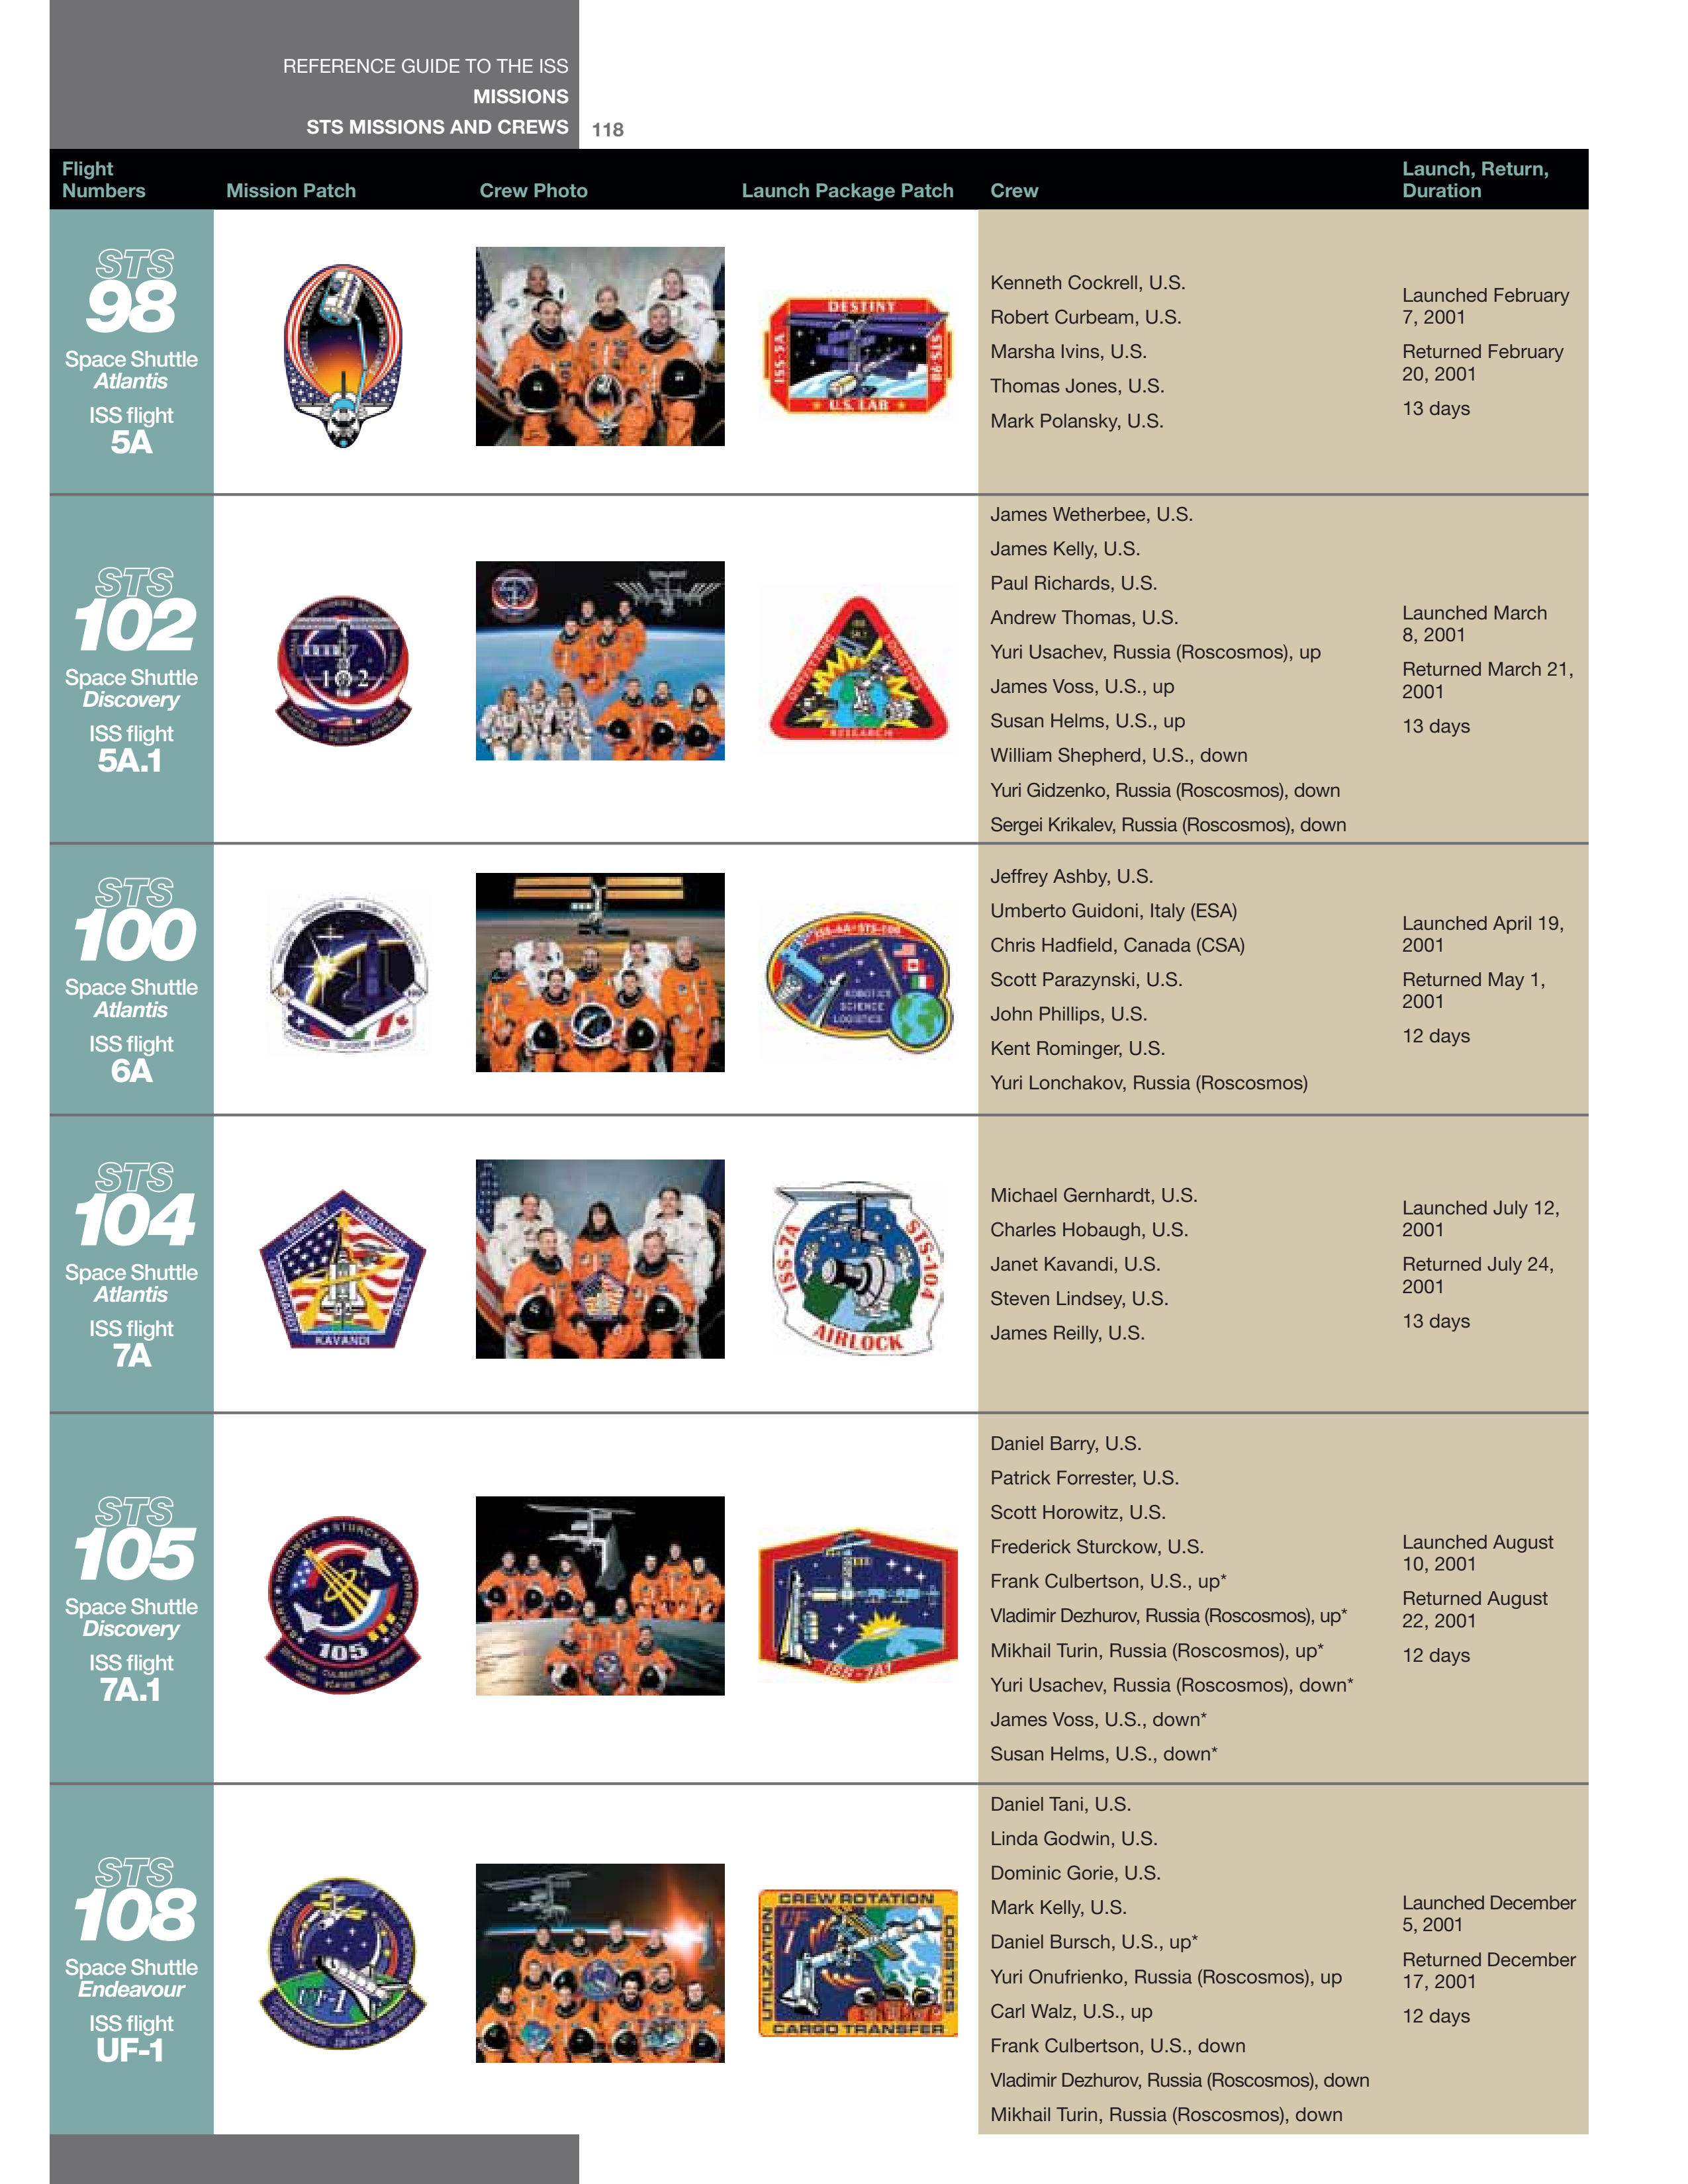 REFERENCE GUIDE TO THE ISS
MISSIONS
STS MISSIONS AND CREWS
118
Flight
Numbers
Mission Patch
Crew Photo
Launch Package Patch
Crew
Launch, Return,
Duration
STS
98
Space Shuttle
Atlantis
ISS flight
5A
DESTINY
ISS-5A
STS-98
U.S. LAB
Kenneth Cockrell, U.S.
Robert Curbeam, U.S.
Marsha Ivins, U.S.
Thomas Jones, U.S.
Mark Polansky, U.S.
Launched February
7, 2001
Returned February
20, 2001
13 days
STS
102
Space Shuttle
Discovery
ISS flight
5A.1
102
RESEARCH
James Wetherbee, U.S.
James Kelly, U.S.
Paul Richards, U.S.
Andrew Thomas, U.S.
Yuri Usachev, Russia (Roscosmos), up
James Voss, U.S., up
Susan Helms, U.S., up
William Shepherd, U.S., down
Yuri Gidzenko, Russia (Roscosmos), down
Sergei Krikalev, Russia (Roscosmos), down
Launched March
8, 2001
Returned March 21,
2001
13 days
STS
100
Space Shuttle
Atlantis
ISS flight
6A
ISS-6A STS-100
ROBOTICS
SCIENCE
LOGISTICS
Jeffrey Ashby, U.S.
Umberto Guidoni, Italy (ESA)
Chris Hadfield, Canada (CSA)
Scott Parazynski, U.S.
John Phillips, U.S.
Kent Rominger, U.S.
Yuri Lonchakov, Russia (Roscosmos)
Launched April 19,
2001
Returned May 1,
2001
12 days
STS
104
Space Shuttle
Atlantis
ISS flight
7A
LINDSEY
HOBAUGH
GERNHARDT
REILLY
KAVANDI
ISS-7A
STS-104
AIRLOCK
Michael Gernhardt, U.S.
Charles Hobaugh, U.S.
Janet Kavandi, U.S.
Steven Lindsey, U.S.
James Reilly, U.S.
Launched July 12,
2001
Returned July 24,
2001
13 days
STS
105
Space Shuttle
Discovery
ISS flight
7A.1
BARRY HOROWITZ STURCKOW FORRESTER
105
ISS-7A1
Daniel Barry, U.S.
Patrick Forrester, U.S.
Scott Horowitz, U.S.
Frederick Sturckow, U.S.
Frank Culbertson, U.S., up*
Vladimir Dezhurov, Russia (Roscosmos), up*
Mikhail Turin, Russia (Roscosmos), up*
Yuri Usachev, Russia (Roscosmos), down*
James Voss, U.S., down*
Susan Helms, U.S., down*
Launched August
10, 2001
Returned August
22, 2001
12 days
STS
108
Space Shuttle
Endeavour
ISS flight
UF-1
UF-1
CREW ROTATION
UTILIZATION
UF-1
LOGISTICS
CARGO TRANSFER
Daniel Tani, U.S.
Linda Godwin, U.S.
Dominic Gorie, U.S.
Mark Kelly, U.S.
Daniel Bursch, U.S., up*
Yuri Onufrienko, Russia (Roscosmos), up
Carl Walz, U.S., up
Frank Culbertson, U.S., down
Vladimir Dezhurov, Russia (Roscosmos), down
Mikhail Turin, Russia (Roscosmos), down
Launched December
5, 2001
Returned December
17, 2001
12 days